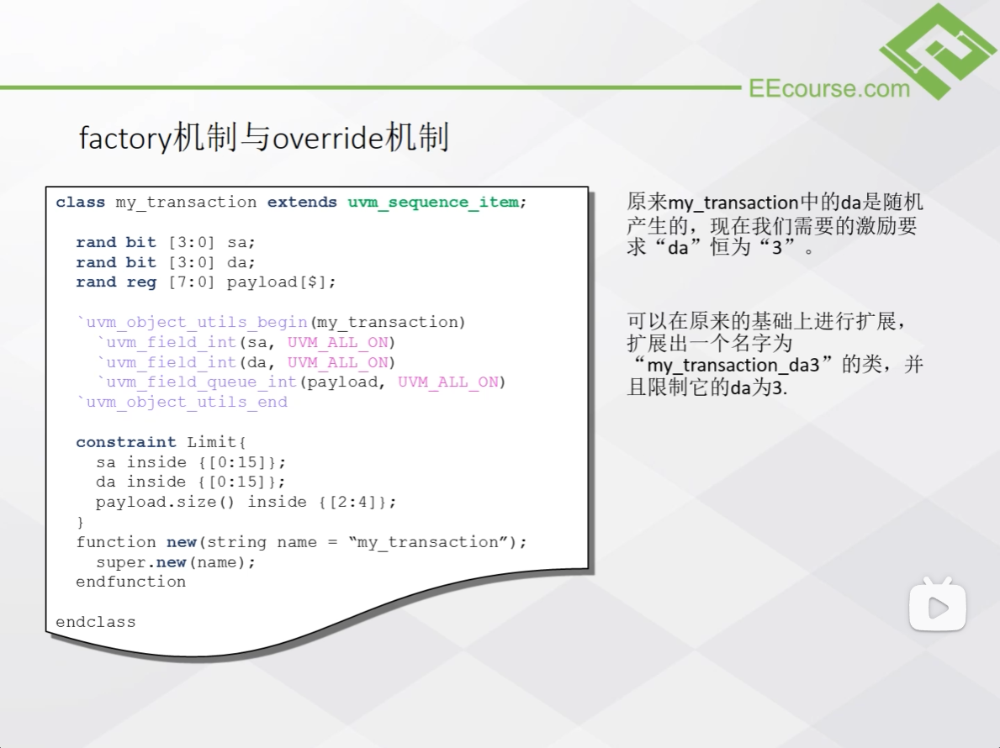 EEcourse.com
factory机制与override机制
class my_transaction extends uvm_sequence_item;
rand bit [3:0] sa;
rand bit [3:0] da;
rand reg [7:0] payload[$];
`uvm_object_utils_begin(my_transaction)
`uvm_field_int(sa, UVM_ALL_ON)
`uvm_field_int(da, UVM_ALL_ON)
`uvm_field_queue_int(payload, UVM_ALL_ON)
`uvm_object_utils_end
constraint Limit{
sa inside {[0:15]};
da inside {[0:15]};
payload.size() inside {[2:4]};
}
function new(string name = “my_transaction”);
super.new(name);
endfunction
endclass
原来my_transaction中的da是随机
产生的，现在我们需要的激励要
求“da”恒为“3”。
可以在原来的基础上进行扩展，
扩展出一个名字为
“my_transaction_da3”的类，并
且限制它的da为3.